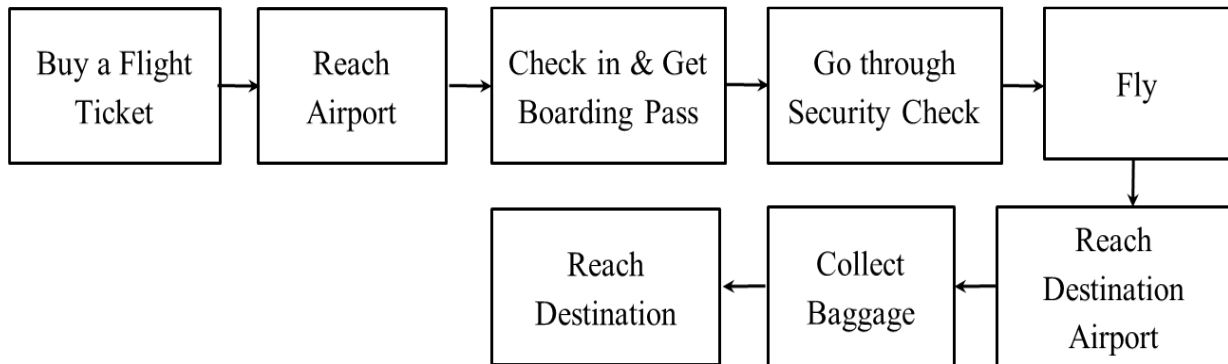 Buy a Flight
Ticket
Reach
Airport
Check in & Get
Boarding Pass
Go through
Security Check
Fly
Reach
Destination
Airport
Collect
Baggage
Reach
Destination